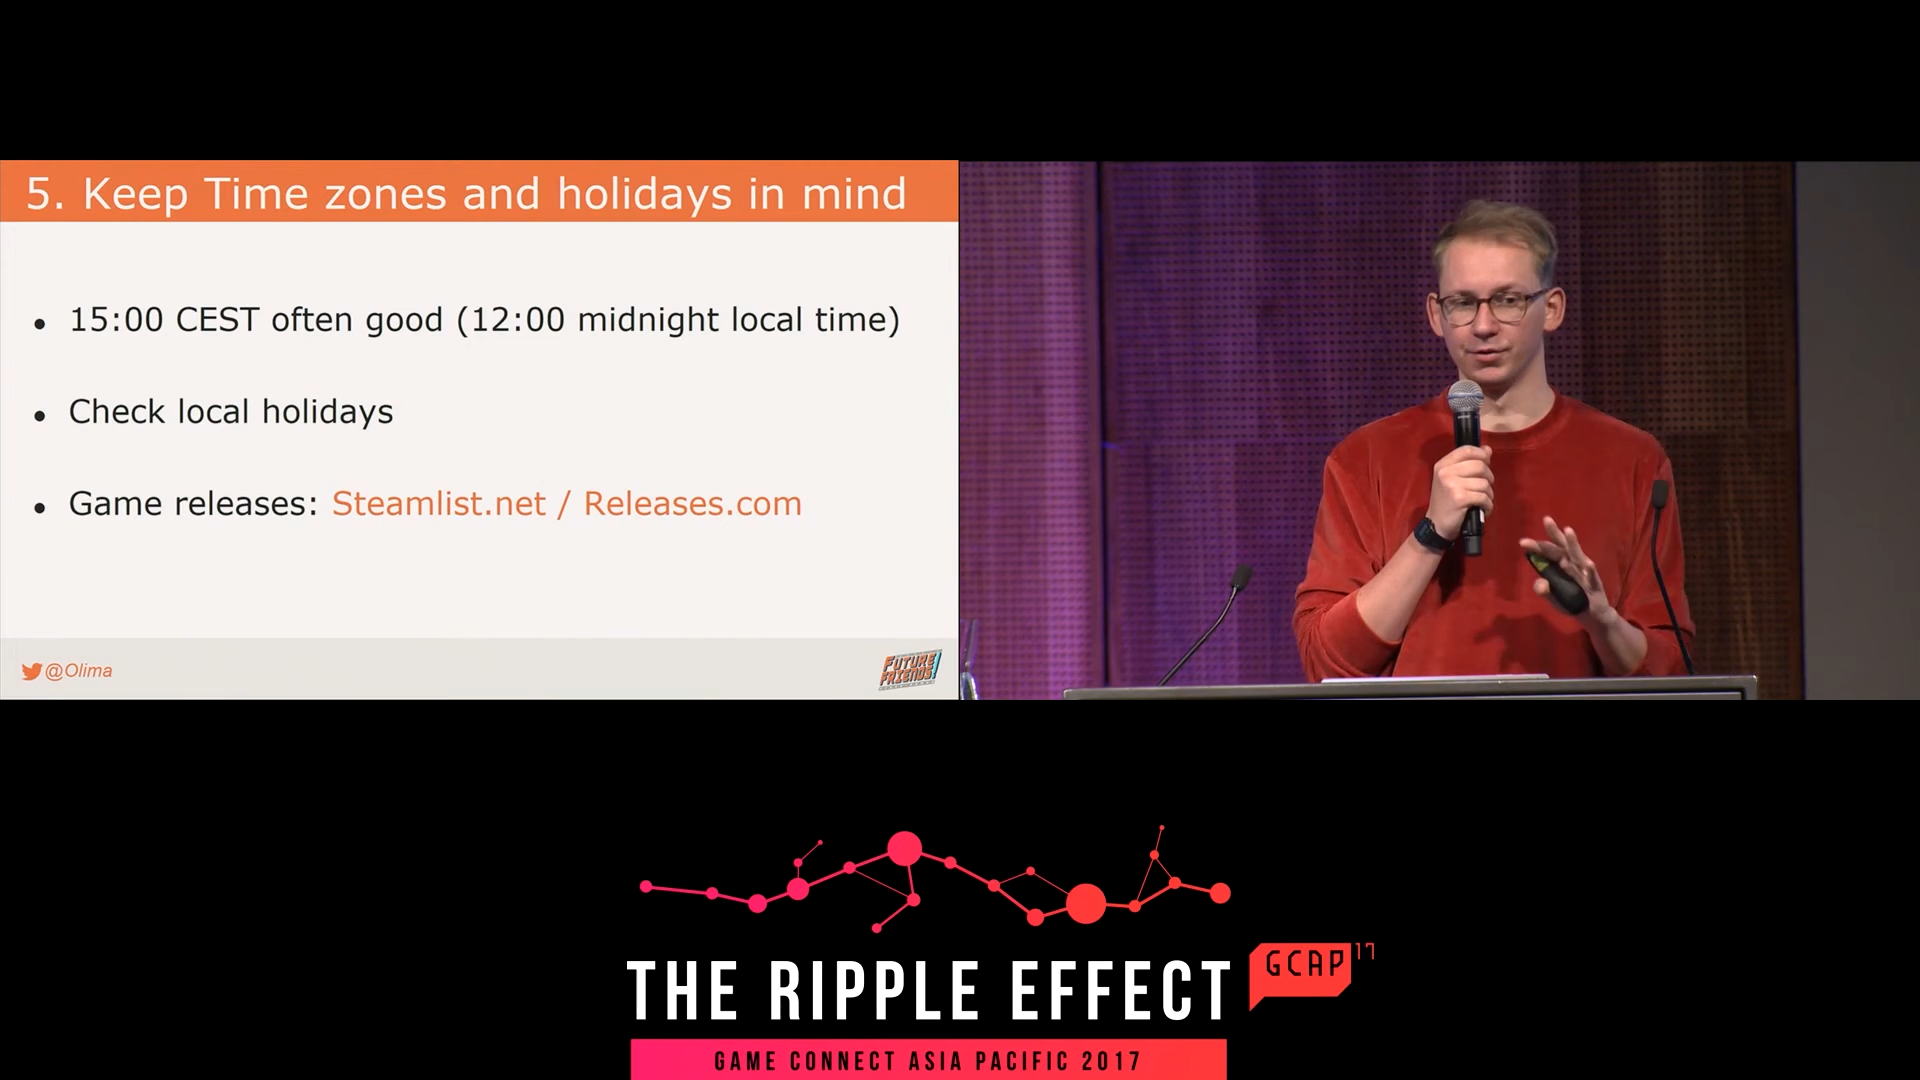 5. Keep Time zones and holidays in mind
• 15:00 CEST often good (12:00 midnight local time)
• Check local holidays
• Game releases: Steamlist.net / Releases.com
@Olima
FUTURE
FRIENDS!
THE RIPPLE EFFECT
GCAP 17
GAME CONNECT ASIA PACIFIC 2017